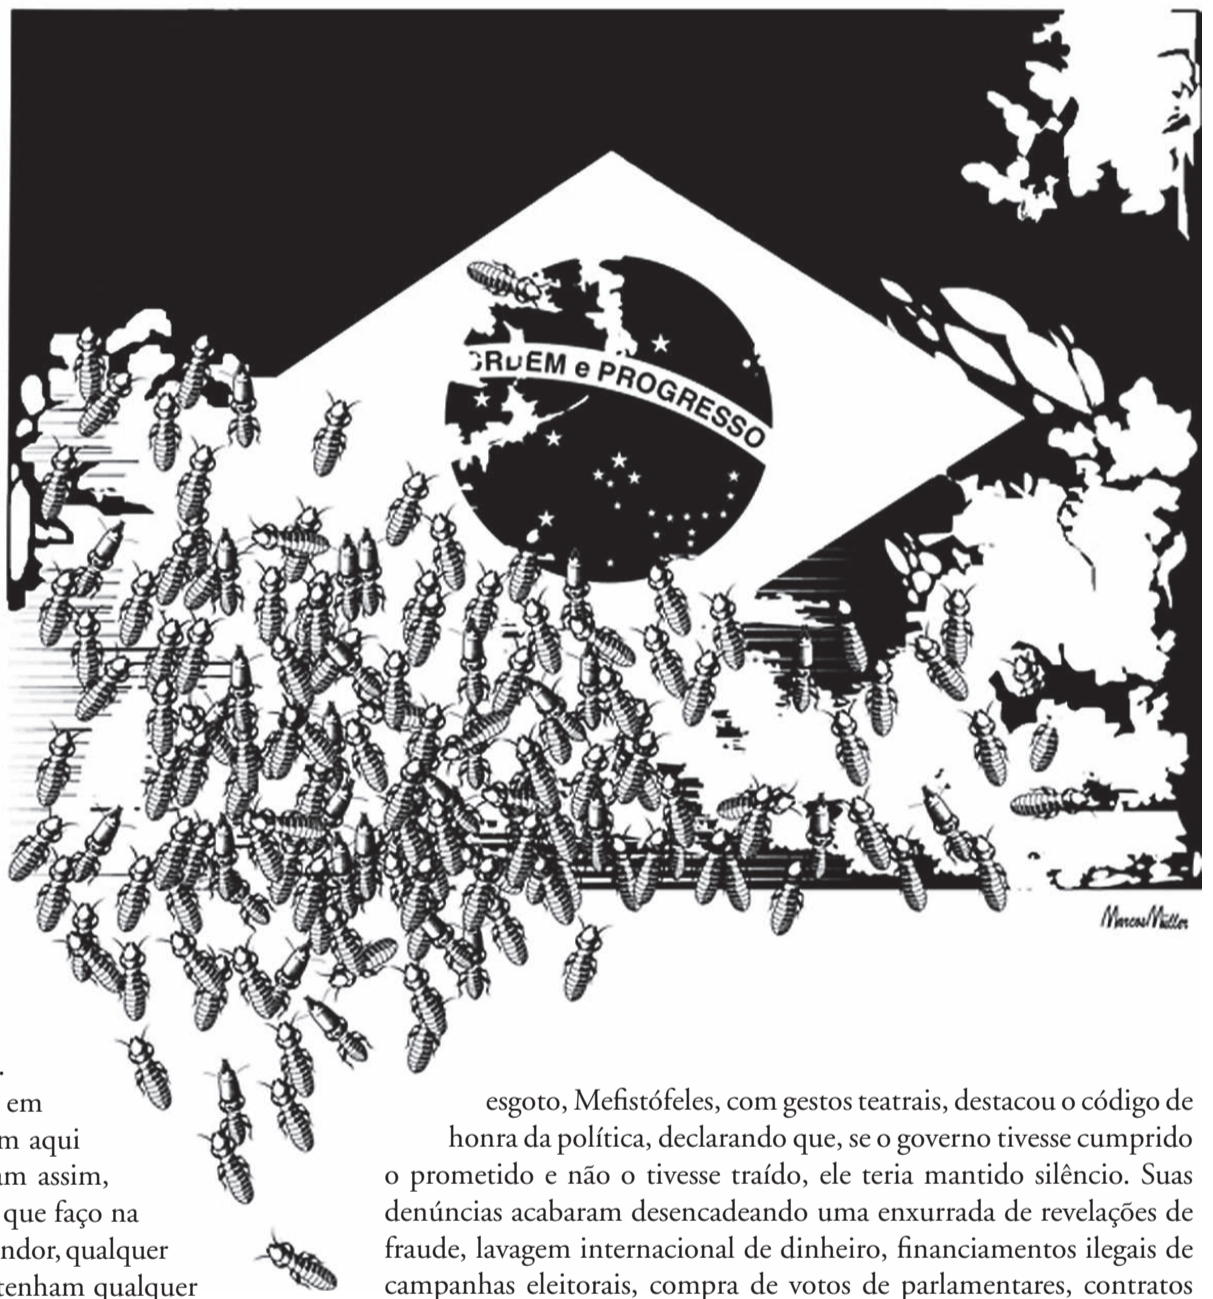 ORDEM e PROGRESSO
Marcos Müller
em
m aqui
am assim,
que faço na
ndor, qualquer
tenham qualquer
esgoto, Mefistófeles, com gestos teatrais, destacou o código de
honra da política, declarando que, se o governo tivesse cumprido
o prometido e não o tivesse traído, ele teria mantido silêncio. Suas
denúncias acabaram desencadeando uma enxurrada de revelações de
fraude, lavagem internacional de dinheiro, financiamentos ilegais de
campanhas eleitorais, compra de votos de parlamentares, contratos